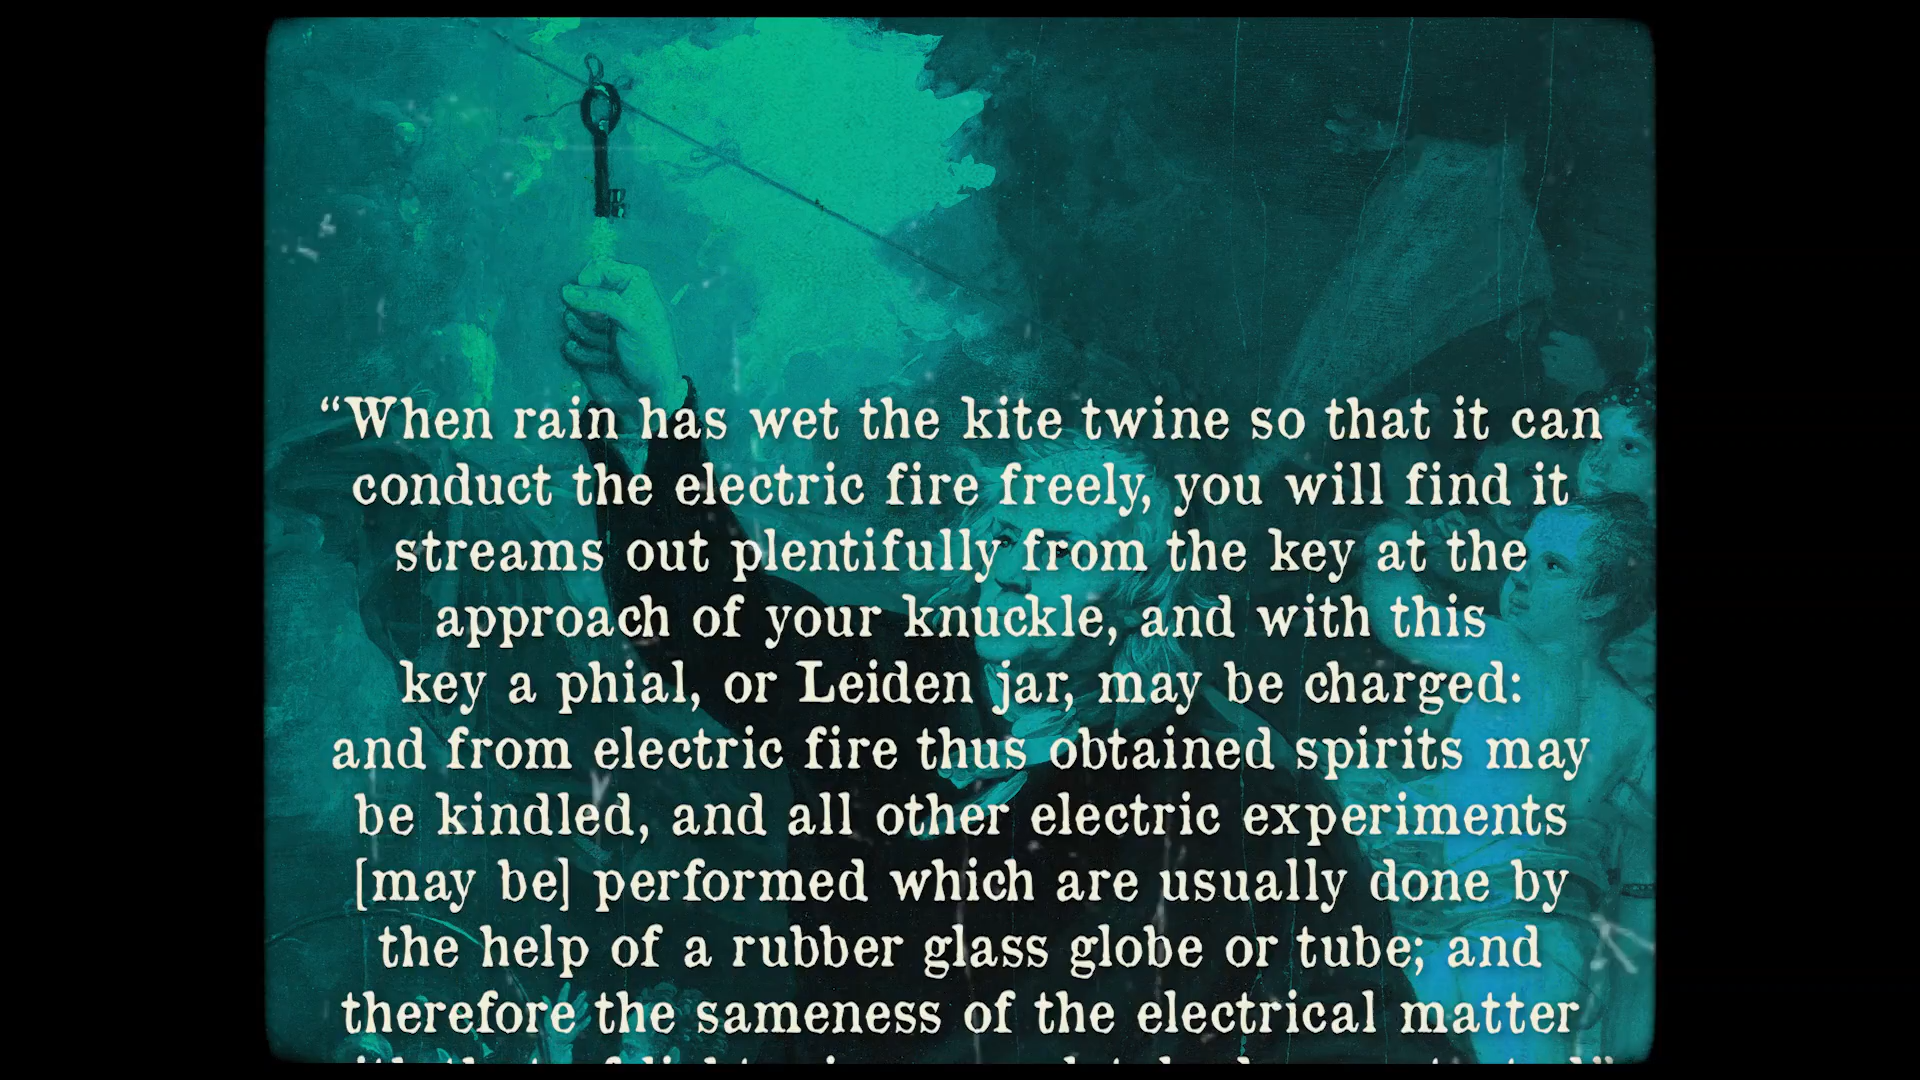 “When rain has wet the kite twine so that it can
conduct the electric fire freely, you will find it
streams out plentifully from the key at the
approach of your knuckle, and with this
key a phial, or Leiden jar, may be charged:
and from electric fire thus obtained spirits may
be kindled, and all other electric experiments
[may be] performed which are usually done by
the help of a rubber glass globe or tube; and
therefore the sameness of the electrical matter